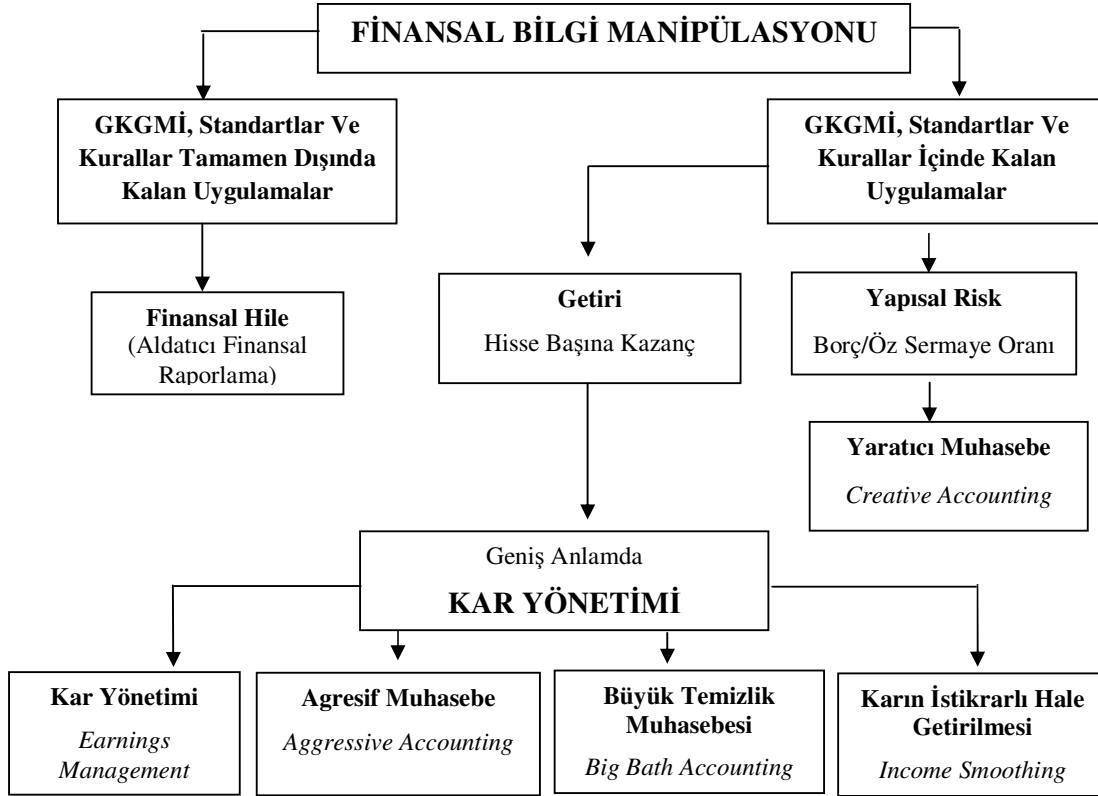 FİNANSAL BİLGİ MANİPÜLASYONU
GKGMİ, Standartlar Ve
Kurallar Tamamen Dışında
Kalan Uygulamalar
GKGMİ, Standartlar Ve
Kurallar İçinde Kalan
Uygulamalar
Finansal Hile
(Aldatıcı Finansal
Raporlama)
Getiri
Hisse Başına Kazanç
Yapısal Risk
Borç/Öz Sermaye Oranı
Yaratıcı Muhasebe
Creative Accounting
Geniş Anlamda
KAR YÖNETİMİ
Kar Yönetimi
Earnings
Management
Agresif Muhasebe
Aggressive Accounting
Büyük Temizlik
Muhasebesi
Big Bath Accounting
Karın İstikrarlı Hale
Getirilmesi
Income Smoothing